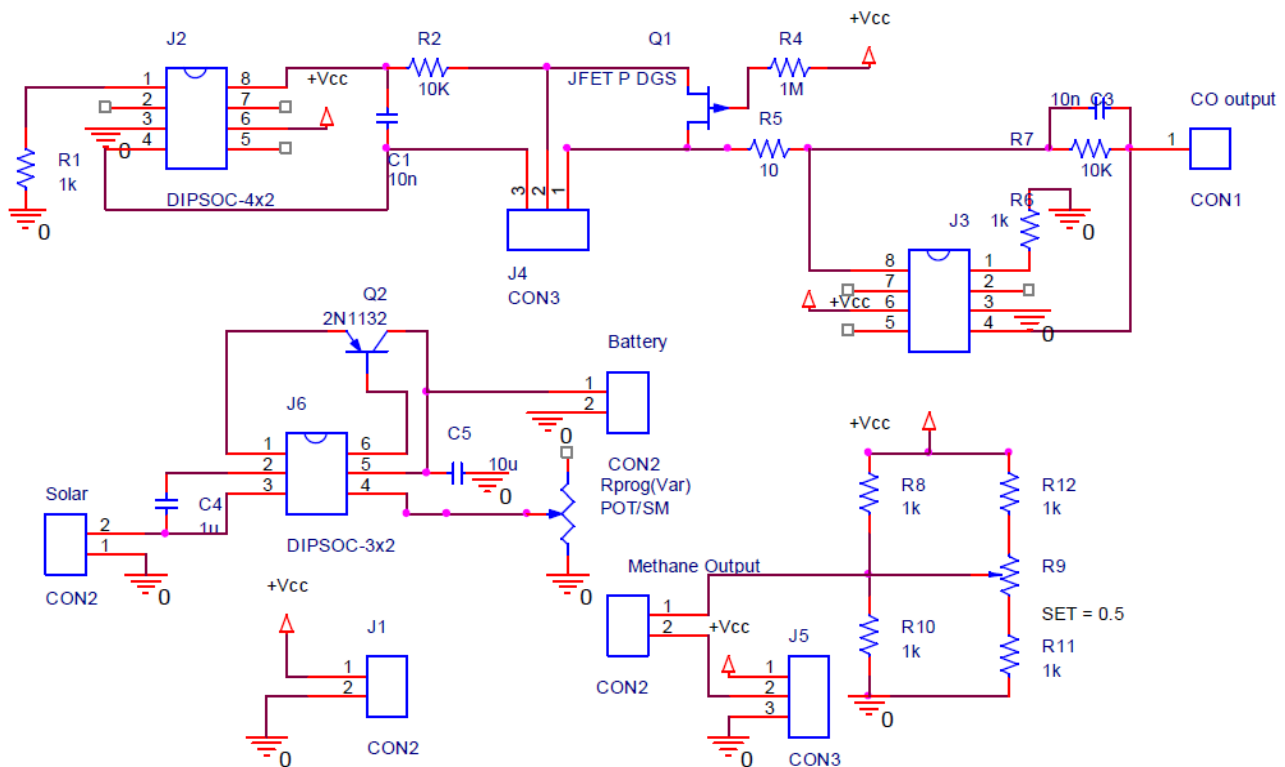 J2
1
2
3
4
8
7
6
5
+Vcc
0
R1
1k
0
DIPSOC-4x2
R2
10K
C1
10n
3
2
1
J4
CON3
Q1
JFET P DGS
R4
1M
+Vcc
R5
10
10n C3
R7
10K
CO output
1
CON1
R6
1k
0
J3
8
7
6
5
1
2
3
4
+Vcc
0
Q2
2N1132
J6
1
2
3
6
5
4
DIPSOC-3x2
C4
1u
Solar
2
1
0
CON2
C5
10u
0
Battery
1
2
0
CON2
Rprog(Var)
POT/SM
0
+Vcc
J1
1
2
0
CON2
Methane Output
1
2
CON2
+Vcc
J5
1
2
3
0
CON3
+Vcc
R8
1k
R12
1k
R9
SET = 0.5
R10
1k
R11
1k
0